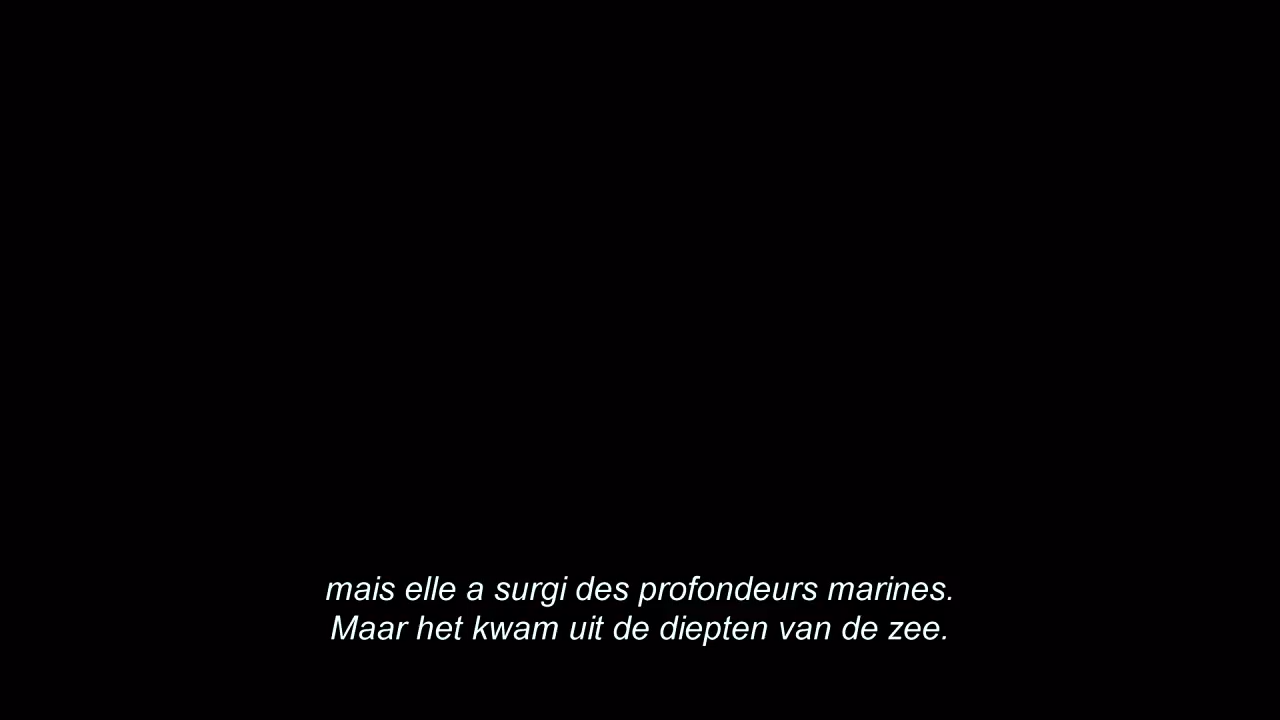 mais elle a surgi des profondeurs marines.
Maar het kwam uit de diepten van de zee.